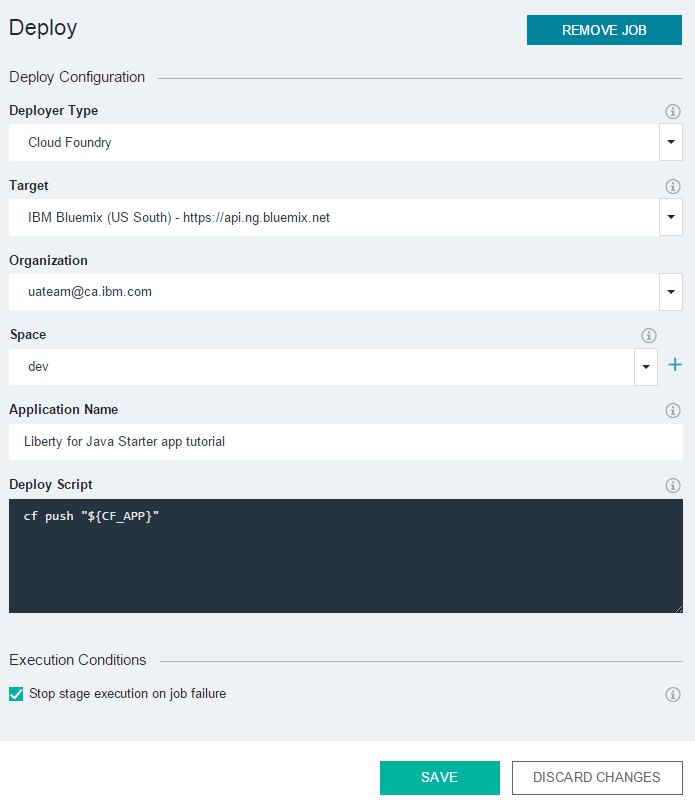 Deploy
REMOVE JOB
Deploy Configuration
Deployer Type
Cloud Foundry
Target
IBM Bluemix (US South) - https://api.ng.bluemix.net
Organization
uateam@ca.ibm.com
Space
dev
Application Name
Liberty for Java Starter app tutorial
Deploy Script
cf push "${CF_APP}"
Execution Conditions
Stop stage execution on job failure
SAVE
DISCARD CHANGES